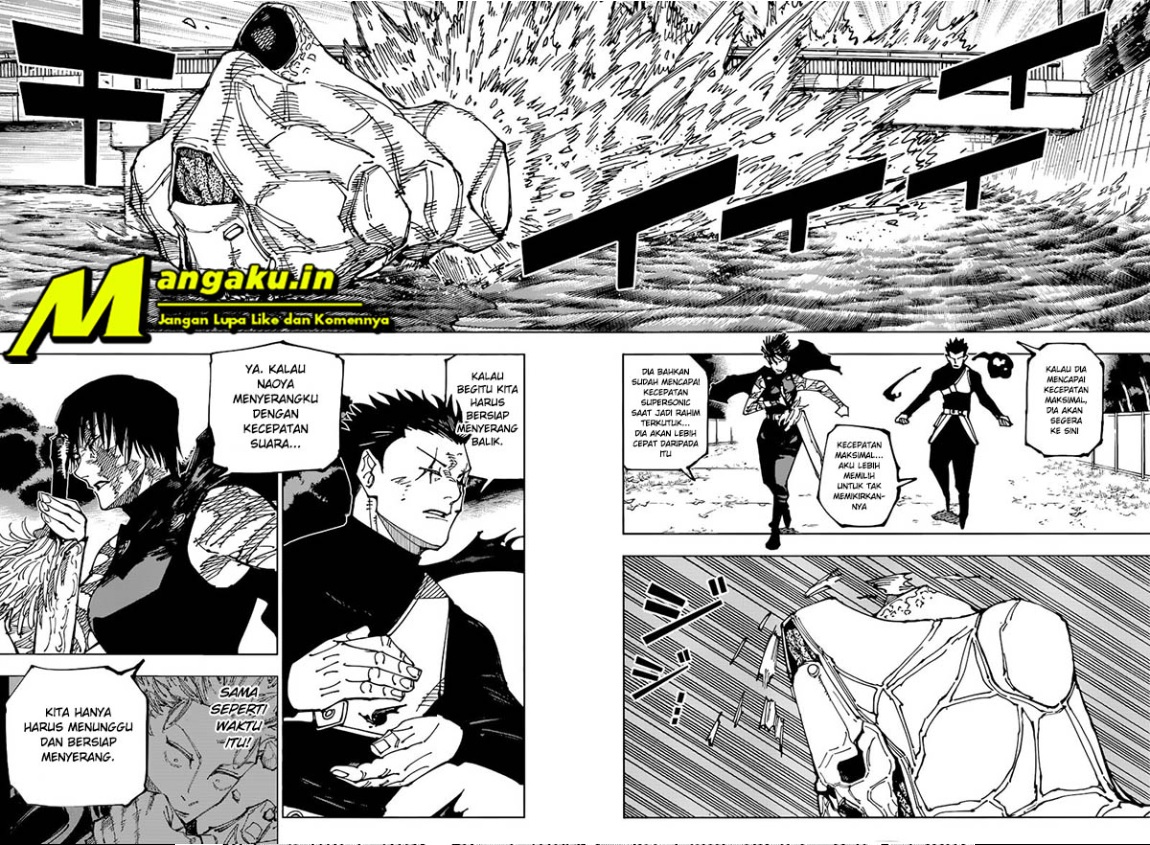 Mangaku.in
Jangan Lupa Like dan Komennya
KALAU DIA
MENCAPAI
KECEPATAN
MAKSIMAL,
DIA AKAN
SEGERA
KE SINI
KECEPATAN
MAKSIMAL...
AKU LEBIH
MEMILIH
UNTUK TAK
MEMIKIRKAN-
NYA
DIA BAHKAN
SUDAH MENCAPAI
KECEPATAN
SUPERSONIC
SAAT JADI RAHIM
TERKUTUK...
DIA AKAN LEBIH
CEPAT DARIPADA
ITU
KALAU
BEGITU KITA
HARUS
BERSIAP
MENYERANG
BALIK.
YA. KALAU
NAOYA
MENYERANGKU
DENGAN
KECEPATAN
SUARA...
SAMA
SEPERTI
WAKTU
ITU!
KITA HANYA
HARUS MENUNGGU
DAN BERSIAP
MENYERANG.